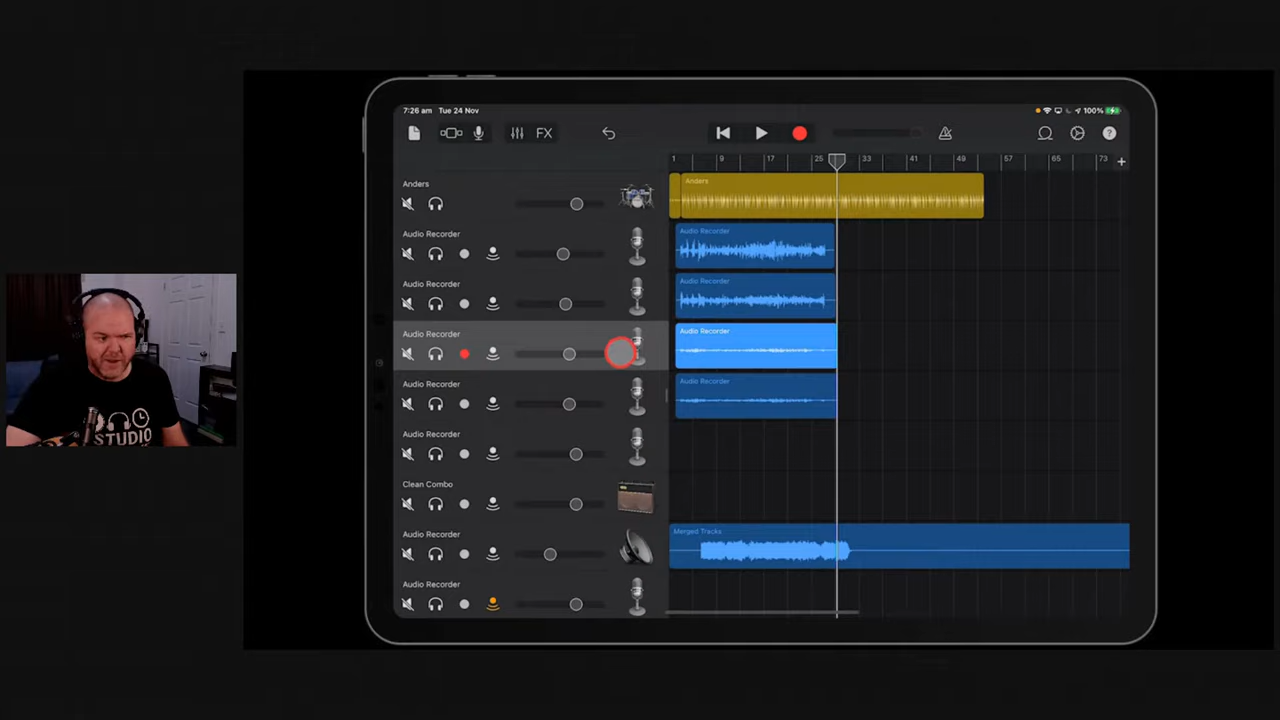 7:26 am Tue 24 Nov
100%
FX
1 9 17 25 33 41 49 57 65 73 +
Anders
Anders
Audio Recorder
Audio Recorder
Audio Recorder
Audio Recorder
Audio Recorder
Audio Recorder
Audio Recorder
Audio Recorder
Audio Recorder
Clean Combo
Audio Recorder
Merged Tracks
Audio Recorder
STUDIO